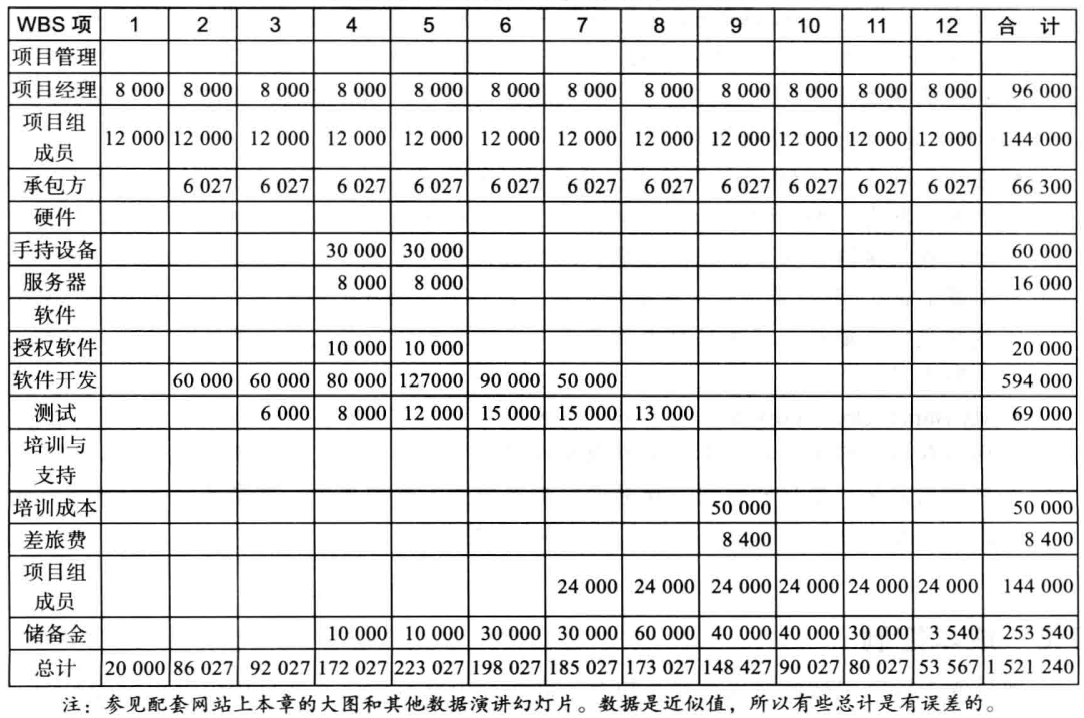 WBS 项 1 2 3 4 5 6 7 8 9 10 11 12 合 计
项目管理
项目经理 8 000 8 000 8 000 8 000 8 000 8 000 8 000 8 000 8 000 8 000 8 000 8 000 96 000
项目组
成员 12 000 12 000 12 000 12 000 12 000 12 000 12 000 12 000 12 000 12 000 12 000 12 000 144 000
承包方 6 027 6 027 6 027 6 027 6 027 6 027 6 027 6 027 6 027 6 027 6 027 66 300
硬件
手持设备 30 000 30 000 60 000
服务器 8 000 8 000 16 000
软件
授权软件 10 000 10 000 20 000
软件开发 60 000 60 000 80 000 127000 90 000 50 000 594 000
测试 6 000 8 000 12 000 15 000 15 000 13 000 69 000
培训与
支持
培训成本 50 000 50 000
差旅费 8 400 8 400
项目组
成员 24 000 24 000 24 000 24 000 24 000 24 000 144 000
储备金 10 000 10 000 30 000 30 000 60 000 40 000 40 000 30 000 3 540 253 540
总计 20 000 86 027 92 027 172 027 223 027 198 027 185 027 173 027 148 427 90 027 80 027 53 567 1 521 240
注：参见配套网站上本章的大图和其他数据演讲幻灯片。数据是近似值，所以有些总计是有误差的。